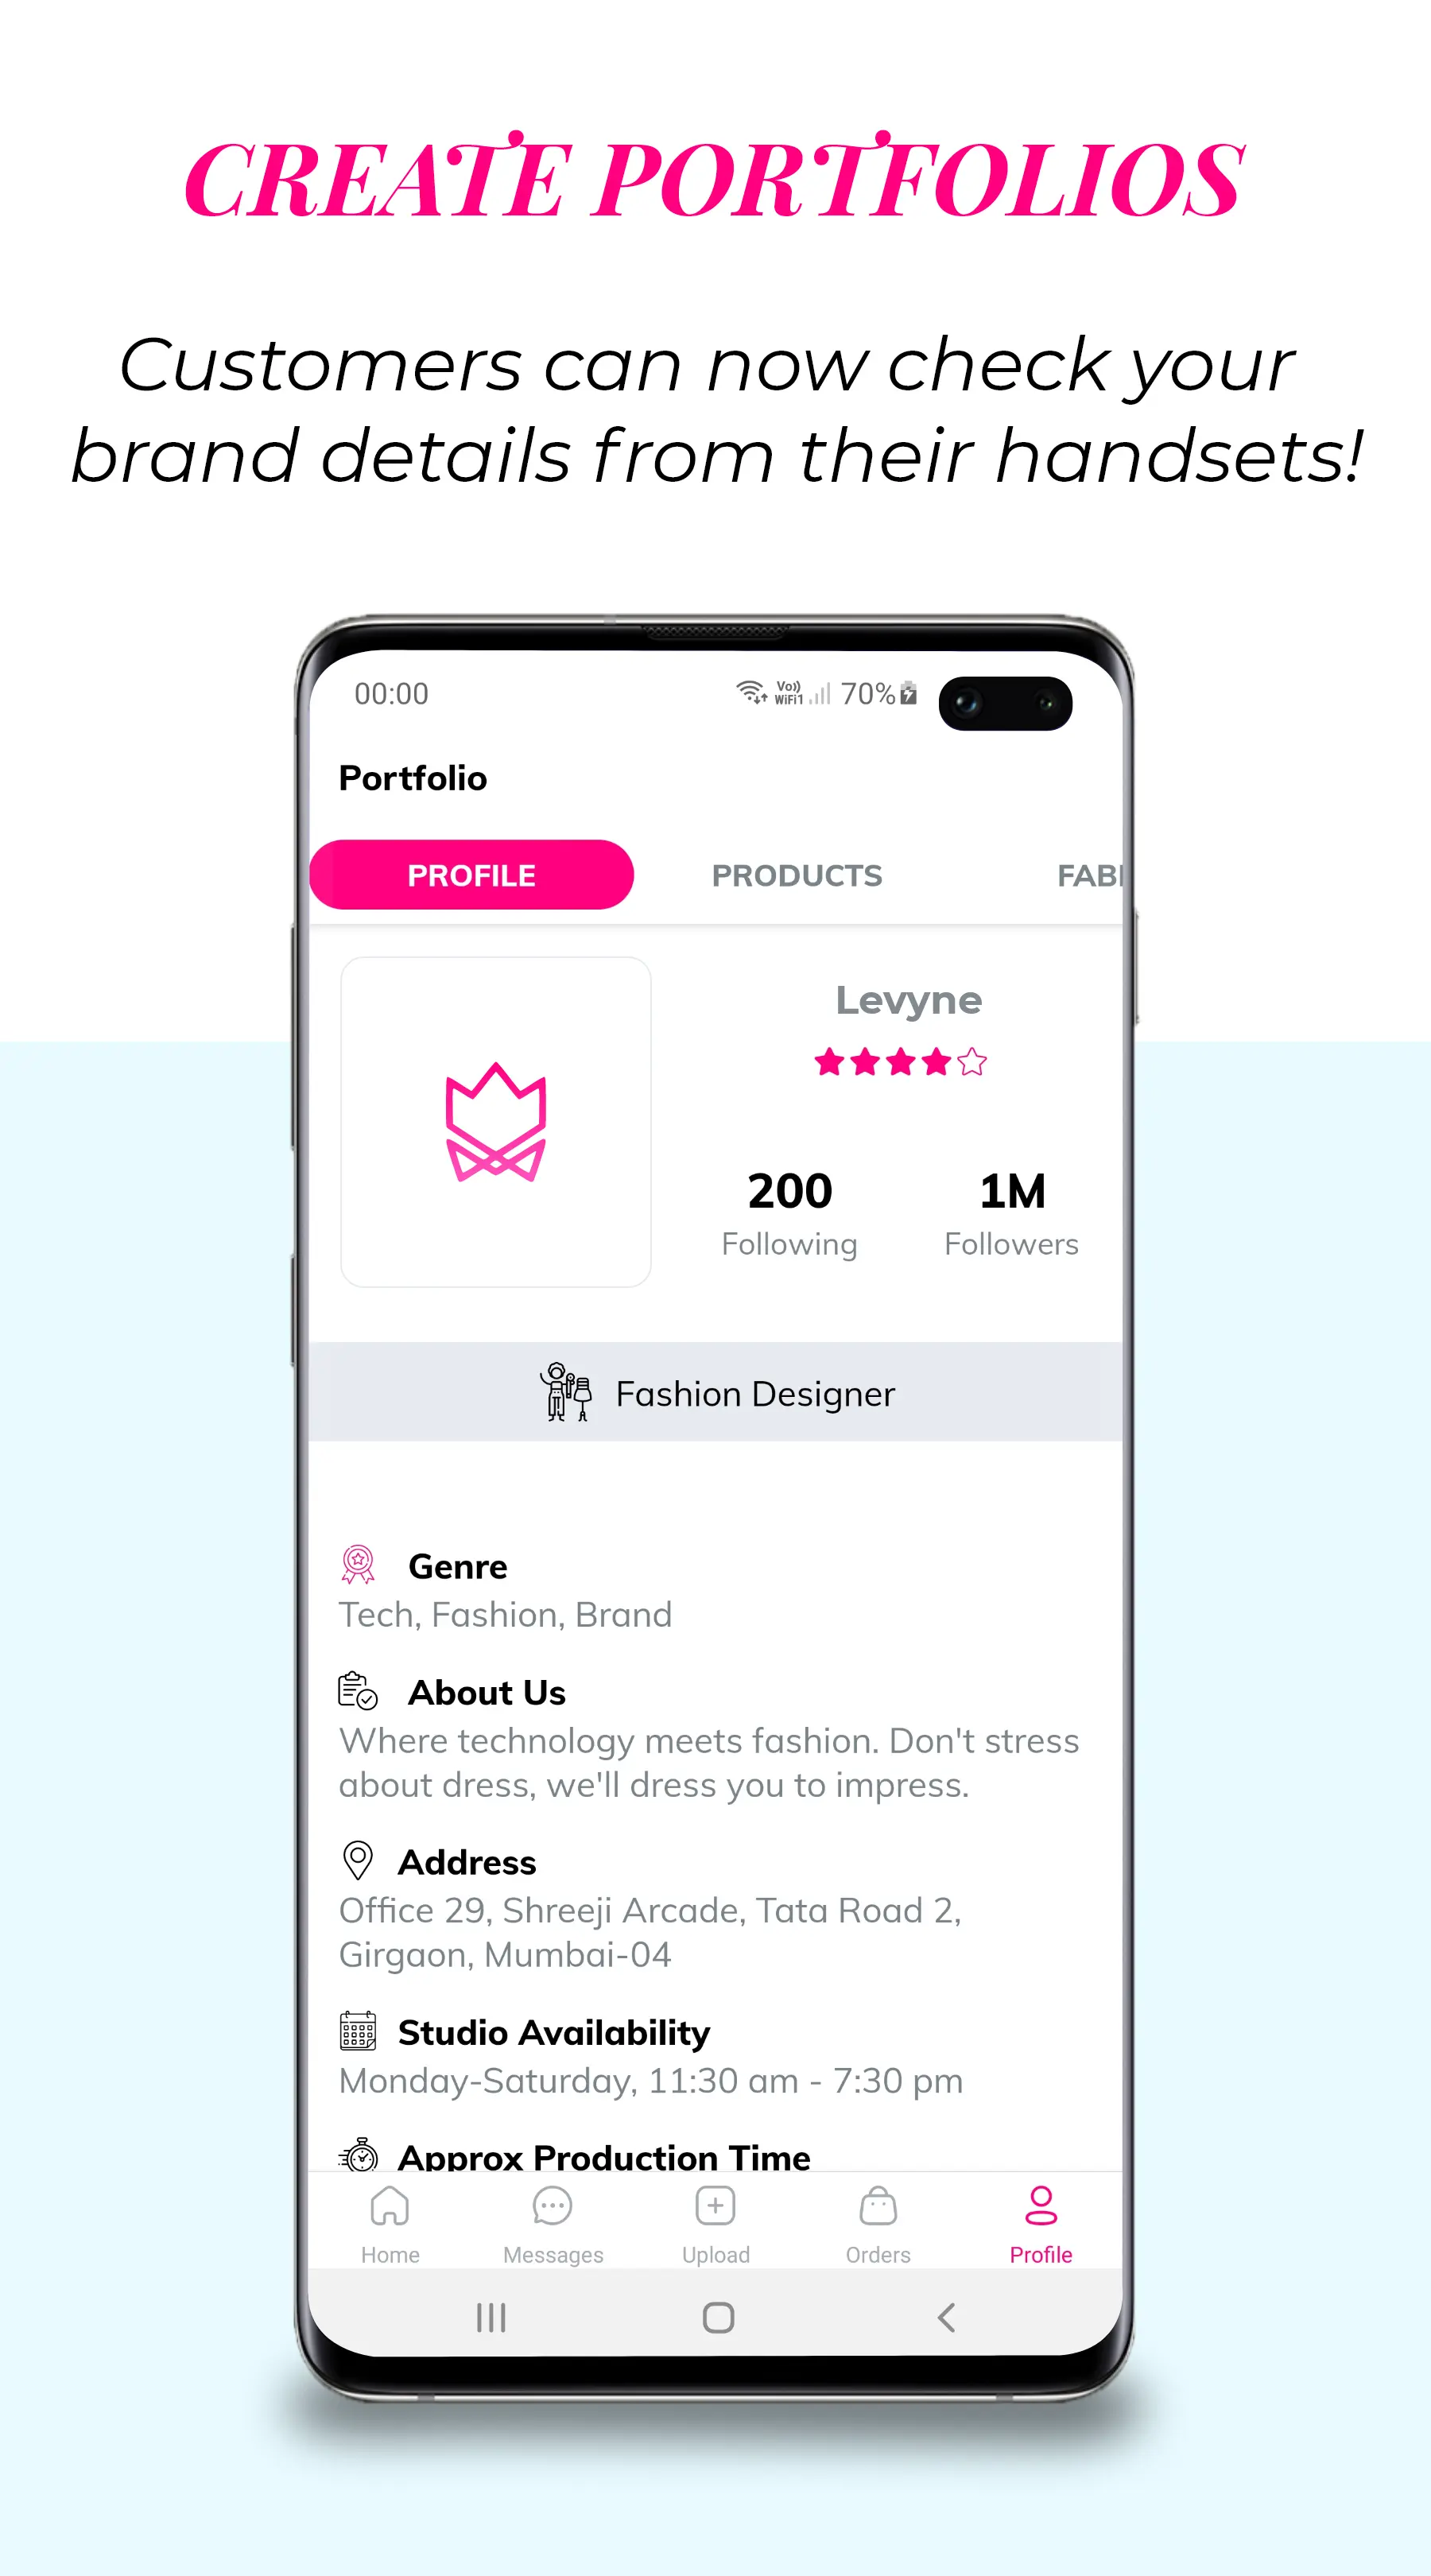 CREATE PORTFOLIOS
Customers can now check your
brand details from their handsets!
00:00
Vo))
WiFi1
70%
Portfolio
PROFILE
PRODUCTS
FAB
Levyne
200
1M
Following
Followers
Fashion Designer
Genre
Tech, Fashion, Brand
About Us
Where technology meets fashion. Don't stress
about dress, we'll dress you to impress.
Address
Office 29, Shreeji Arcade, Tata Road 2,
Girgaon, Mumbai-04
Studio Availability
Monday-Saturday, 11:30 am - 7:30 pm
Approx Production Time
Home
Messages
Upload
Orders
Profile